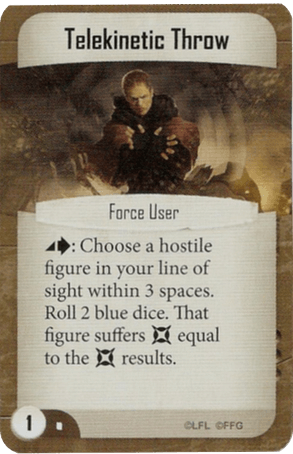 Telekinetic Throw
Force User
: Choose a hostile
figure in your line of
sight within 3 spaces.
Roll 2 blue dice. That
figure suffers equal
to the results.
1
©LFL ©FFG